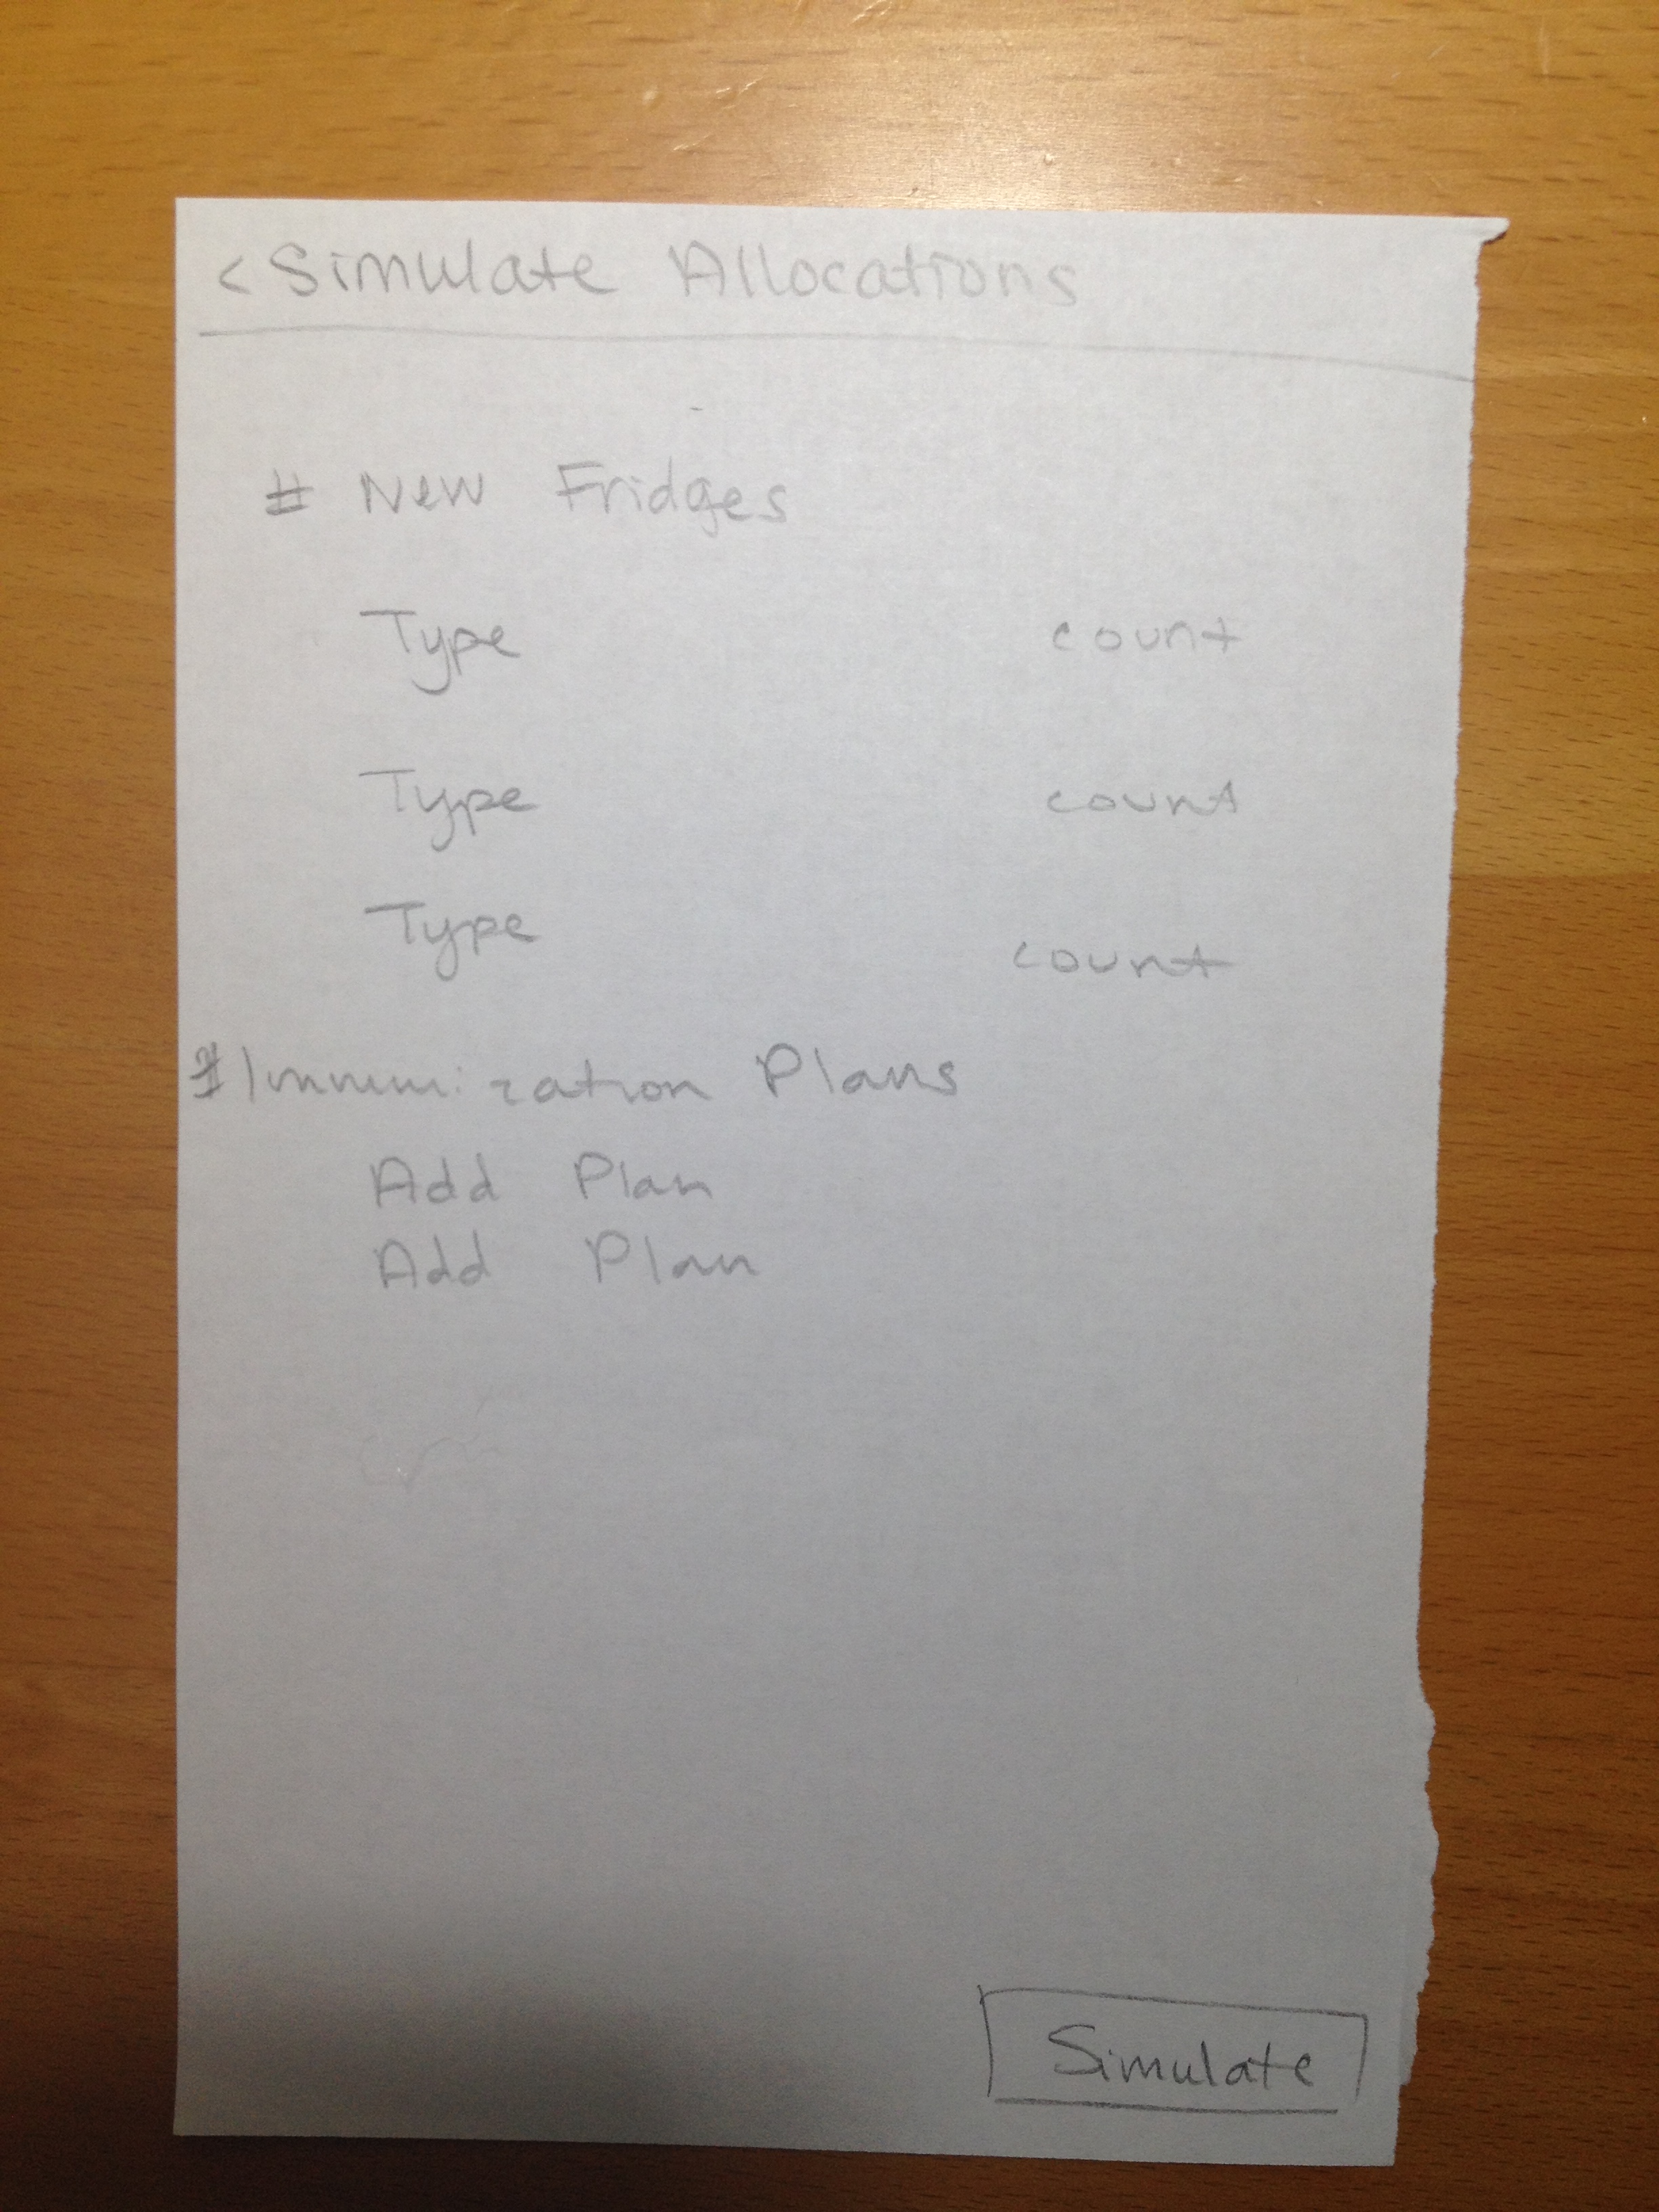 < Simulate Allocations
# New Fridges
Type count
Type count
Type count
# Immunization Plans
Add Plan
Add Plan
Simulate